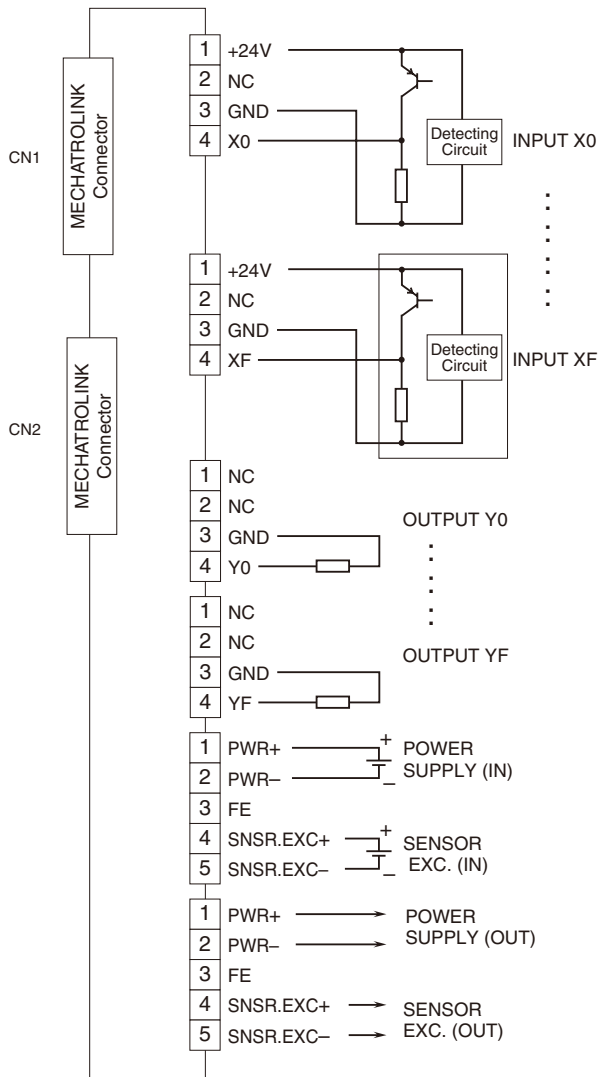 CN1
MECHATROLINK
Connector
1 +24V
2 NC
3 GND
4 X0
Detecting
Circuit
INPUT X0
CN2
MECHATROLINK
Connector
1 +24V
2 NC
3 GND
4 XF
Detecting
Circuit
INPUT XF
1 NC
2 NC
3 GND
4 Y0
OUTPUT Y0
1 NC
2 NC
3 GND
4 YF
OUTPUT YF
1 PWR+
2 PWR–
+
–
POWER
SUPPLY (IN)
3 FE
4 SNSR.EXC+
5 SNSR.EXC–
+
–
SENSOR
EXC. (IN)
1 PWR+
2 PWR–
POWER
SUPPLY (OUT)
3 FE
4 SNSR.EXC+
5 SNSR.EXC–
SENSOR
EXC. (OUT)